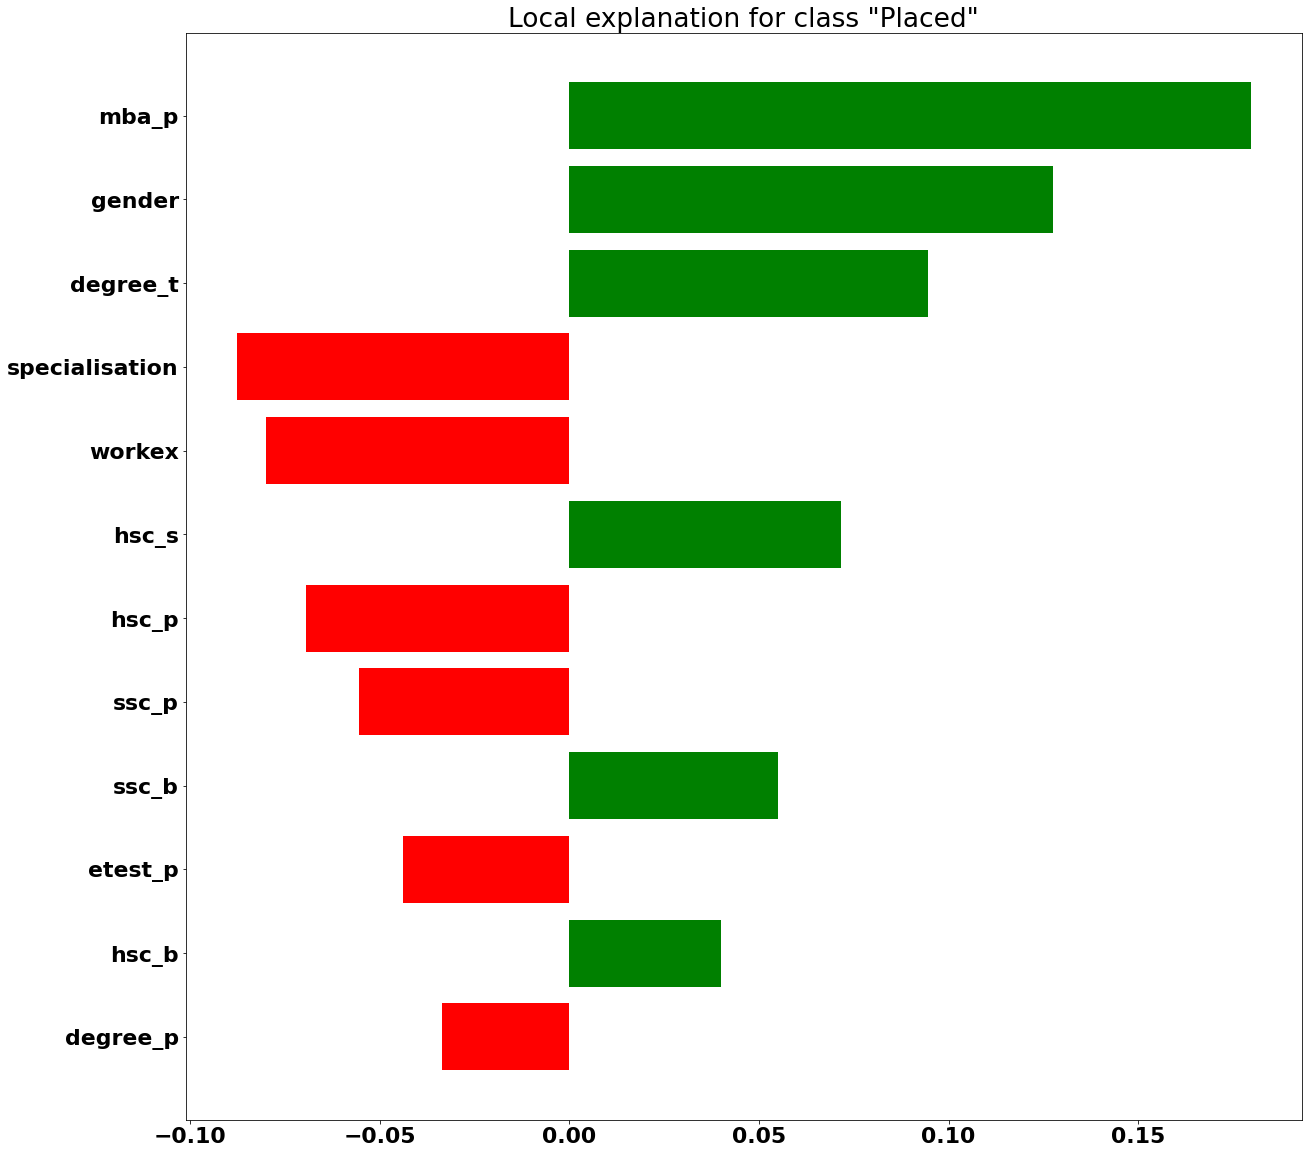 Local explanation for class "Placed"
mba_p
gender
degree_t
specialisation
workex
hsc_s
hsc_p
ssc_p
ssc_b
etest_p
hsc_b
degree_p
−0.10 −0.05 0.00 0.05 0.10 0.15